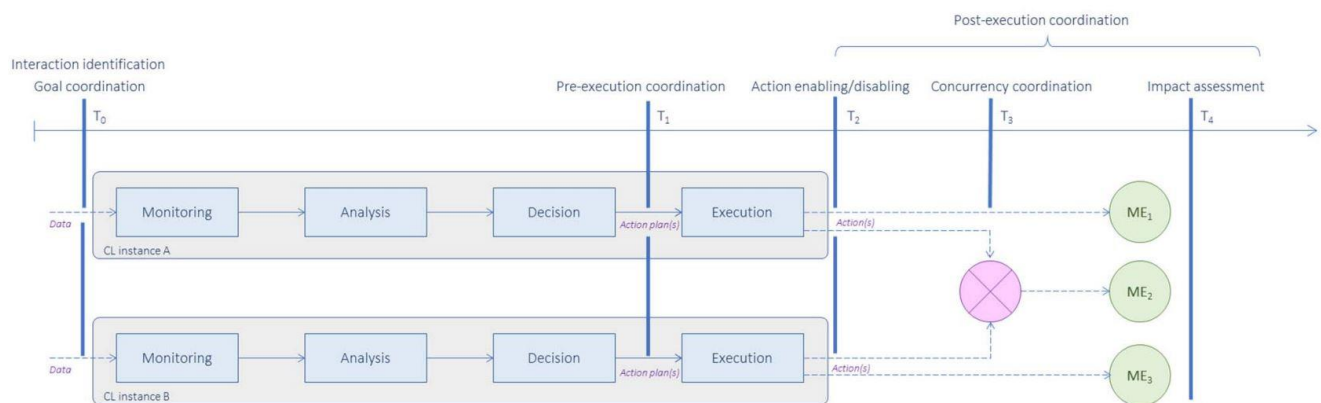 Post-execution coordination
Interaction identification
Goal coordination
Pre-execution coordination
Action enabling/disabling
Concurrency coordination
Impact assessment
T0
T1
T2
T3
T4
Monitoring
Analysis
Decision
Execution
ME1
Data
Action plan(s)
Action(s)
CL instance A
ME2
Monitoring
Analysis
Decision
Execution
Data
Action plan(s)
Action(s)
ME3
CL instance B